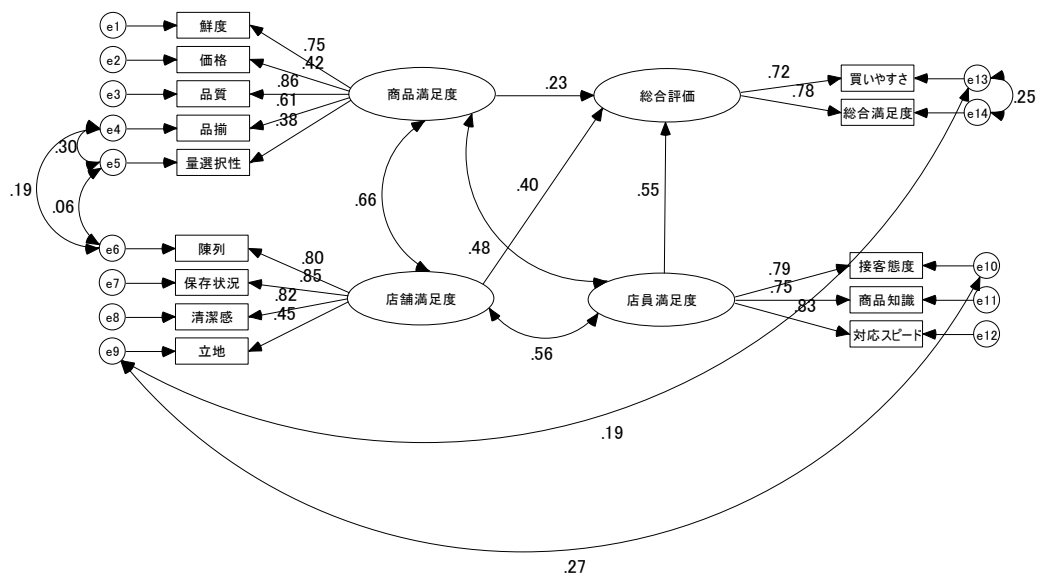 e1
鮮度
e2
価格
e3
品質
e4
品揃
e5
量選択性
.75
.42
.86
.61
.38
商品満足度
.23
総合評価
.72
.78
買いやすさ
e13
総合満足度
e14
.25
.30
.19
.06
.66
.48
.40
.55
e6
陳列
e7
保存状況
e8
清潔感
e9
立地
.80
.85
.82
.45
店舗満足度
.56
店員満足度
.79
.75
.83
接客態度
e10
商品知識
e11
対応スピード
e12
.19
.27